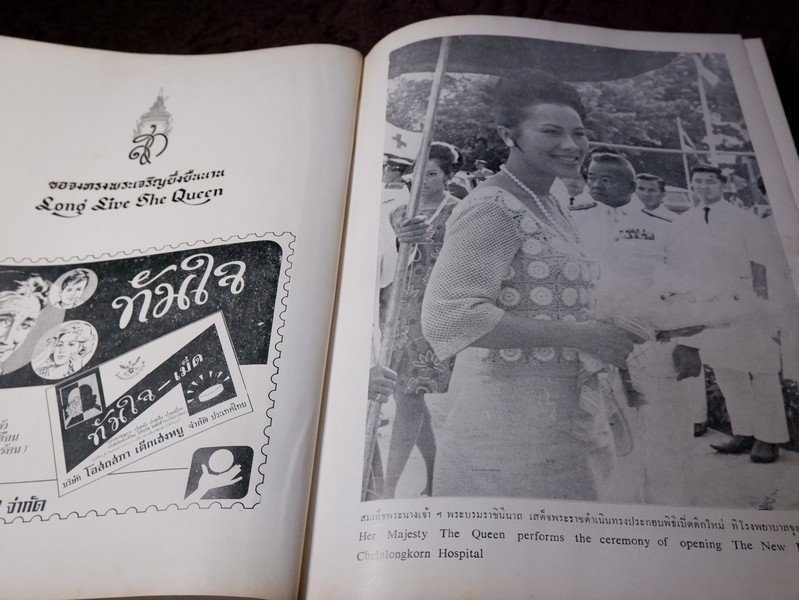 ส
ขอจงทรงพระเจริญยิ่งยืนนาน
Long Live She Queen
ทัมใจ
ทัมใจ-เม็ด
บริษัท โอสถสภา เต็กเฮงหยู จำกัด ประเทศไทย
จำกัด
สมเด็จพระนางเจ้า ฯ พระบรมราชินีนาถ เสด็จพระราชดำเนินทรงประกอบพิธีเปิดตึกใหม่ ที่โรงพยาบาลจุฬ
Her Majesty The Queen performs the ceremony of opening The New
Chulalongkorn Hospital